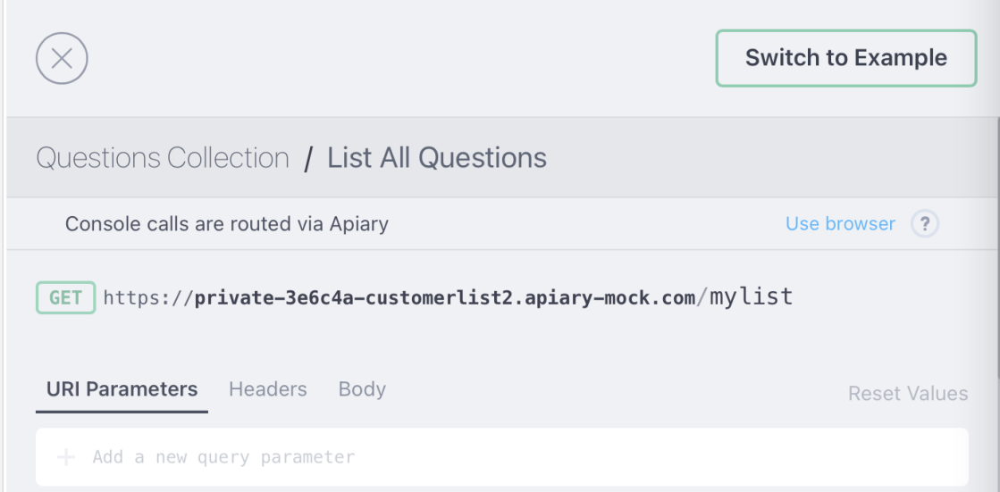 Switch to Example
Questions Collection / List All Questions
Console calls are routed via Apiary
Use browser ?
GET https://private-3e6c4a-customerlist2.apiary-mock.com/mylist
URI Parameters Headers Body
Reset Values
+ Add a new query parameter